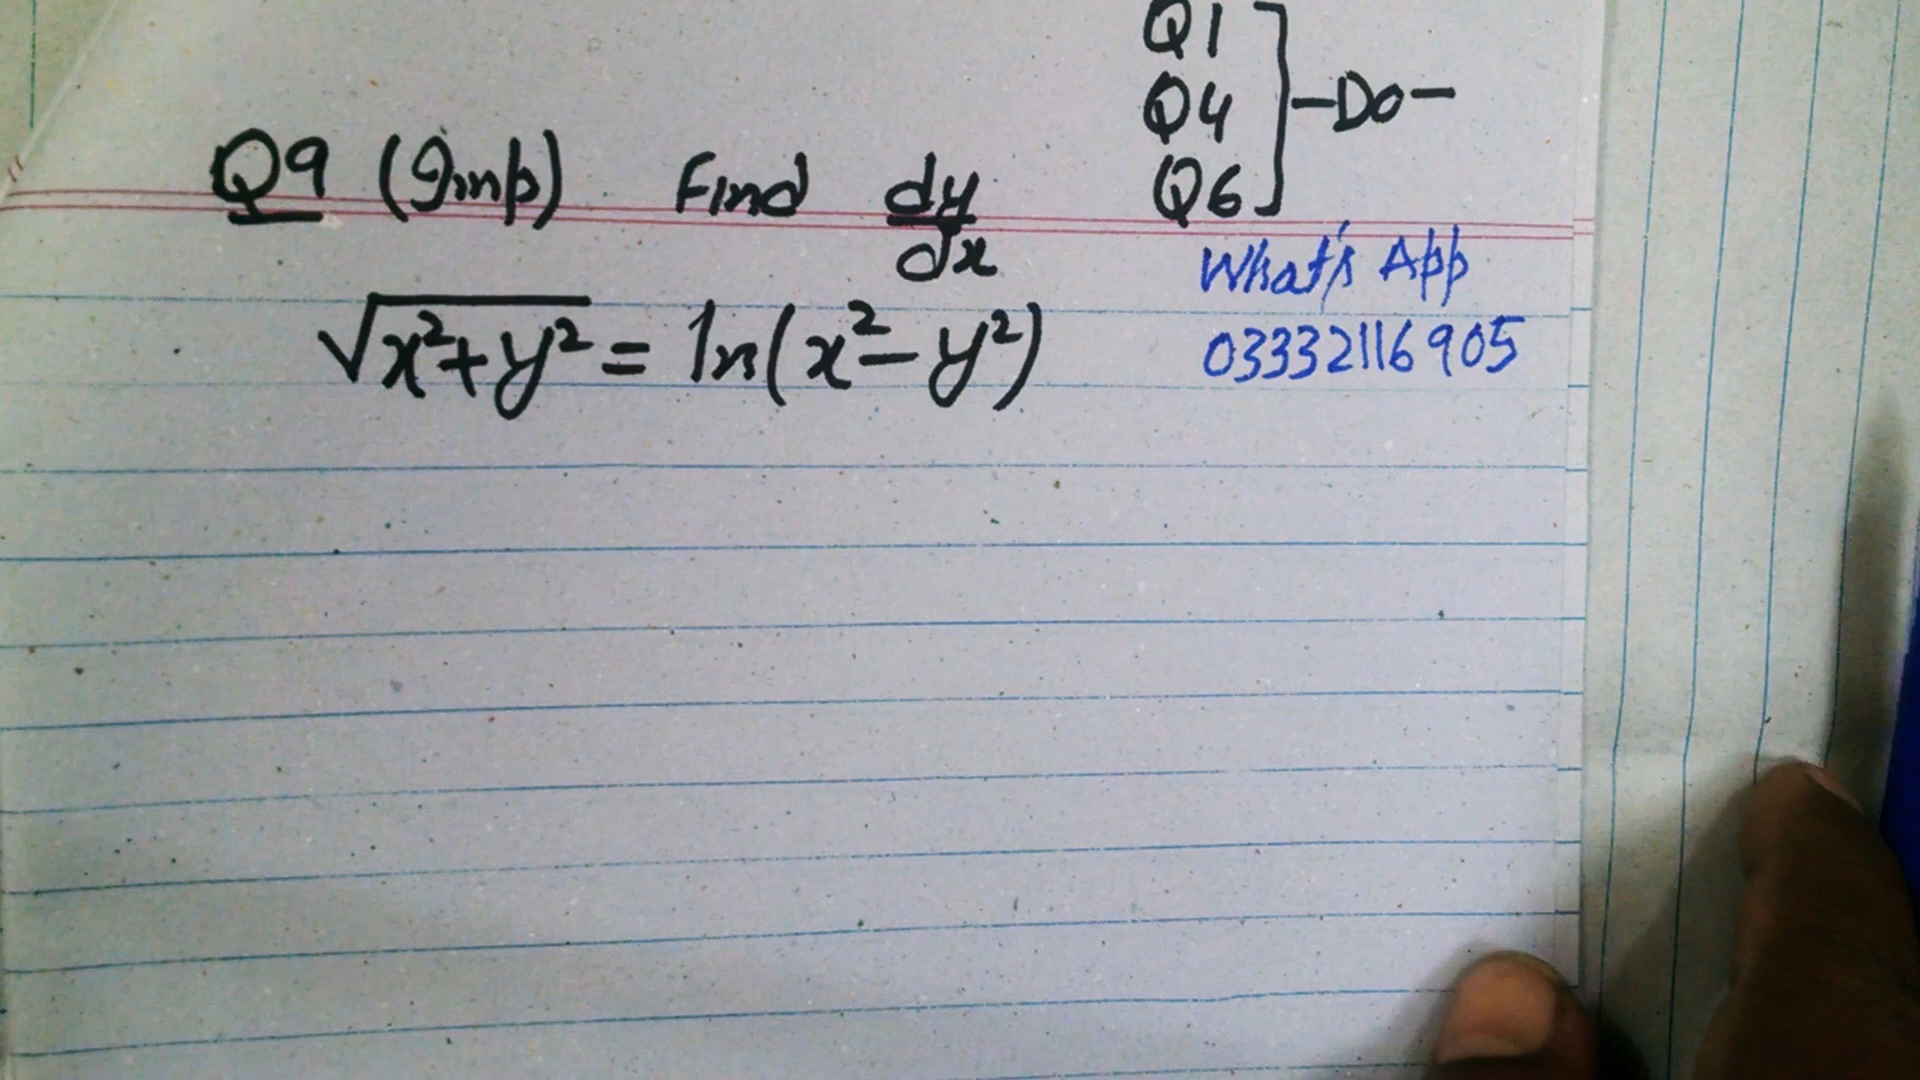 Q1
Q4 -Do-
Q6
Q9 (Imp) Find dy/dx
√x²+y² = ln(x²-y²)
What's App
03332116905